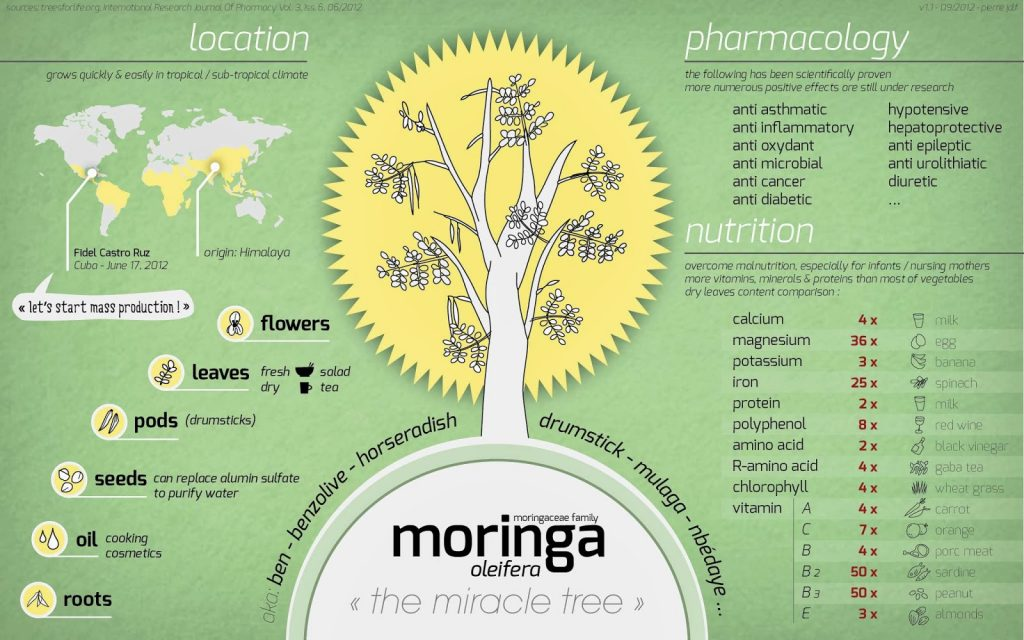 sources: treesforlife.org; International Research Journal Of Pharmacy: Vol. 3, Iss. 6, 06/2012
v1.1 - 09/2012 - pierre jdlf
location
grows quickly & easily in tropical / sub-tropical climate
Fidel Castro Ruz
Cuba - June 17, 2012
origin: Himalaya
« let's start mass production ! »
flowers
leaves
fresh salad
dry tea
pods (drumsticks)
seeds can replace alumin sulfate
to purify water
oil cooking
cosmetics
roots
aka: ben - benzolive - horseradish
drumstick - mulaga - nbédaye ...
moringaceae family
moringa
oleifera
« the miracle tree »
pharmacology
the following has been scientifically proven
more numerous positive effects are still under research
anti asthmatic
anti inflammatory
anti oxydant
anti microbial
anti cancer
anti diabetic
hypotensive
hepatoprotective
anti epileptic
anti urolithiatic
diuretic
...
nutrition
overcome malnutrition, especially for infants / nursing mothers
more vitamins, minerals & proteins than most of vegetables
dry leaves content comparison :
calcium 4 x milk
magnesium 36 x egg
potassium 3 x banana
iron 25 x spinach
protein 2 x milk
polyphenol 8 x red wine
amino acid 2 x black vinegar
R-amino acid 4 x gaba tea
chlorophyll 4 x wheat grass
vitamin A 4 x carrot
C 7 x orange
B 4 x porc meat
B 2 50 x sardine
B 3 50 x peanut
E 3 x almonds